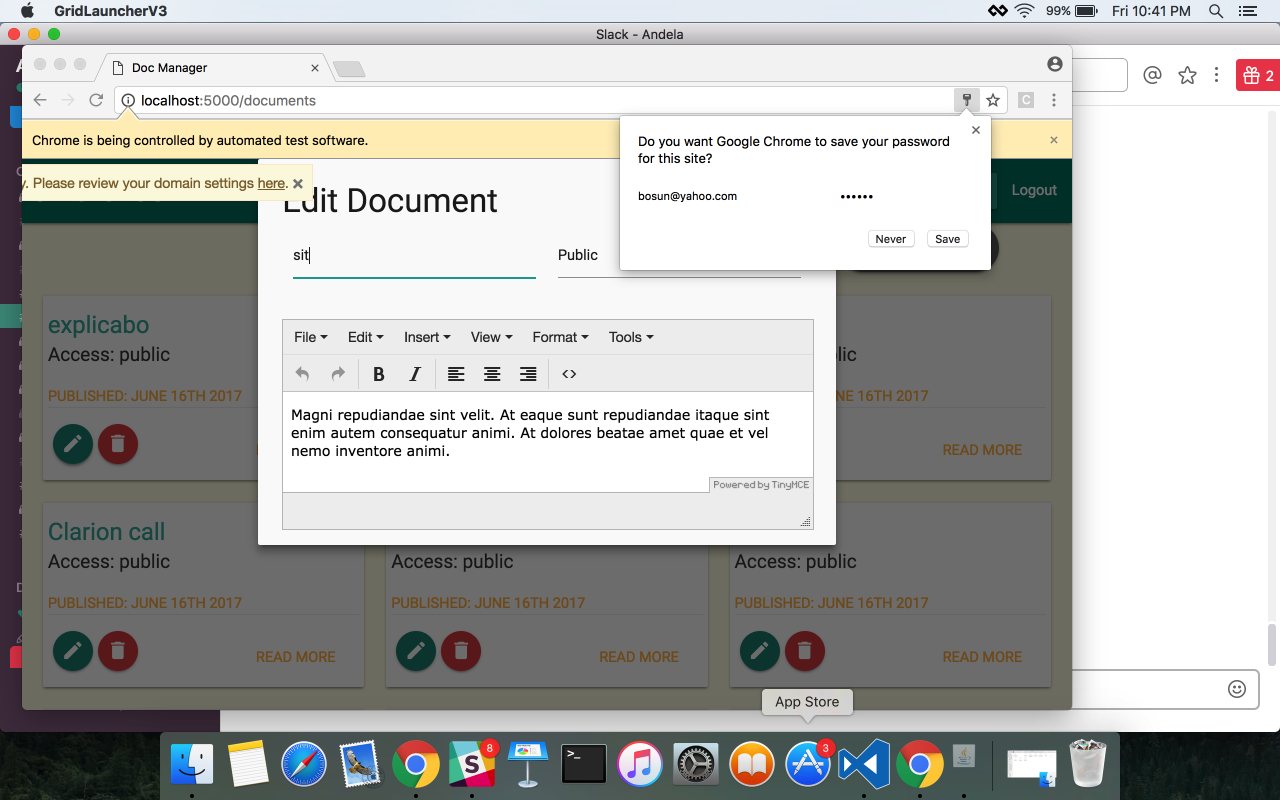 GridLauncherV3
99%
Fri 10:41 PM
Slack - Andela
Doc Manager
localhost:5000/documents
C
2
Chrome is being controlled by automated test software.
Do you want Google Chrome to save your password
for this site?
bosun@yahoo.com
••••••
Never
Save
Please review your domain settings here.
Logout
Edit Document
sit
Public
File
Edit
Insert
View
Format
Tools
B
I
Magni repudiandae sint velit. At eaque sunt repudiandae itaque sint
enim autem consequatur animi. At dolores beatae amet quae et vel
nemo inventore animi.
Powered by TinyMCE
explicabo
Access: public
PUBLISHED: JUNE 16TH 2017
READ MORE
Clarion call
Access: public
PUBLISHED: JUNE 16TH 2017
READ MORE
Access: public
PUBLISHED: JUNE 16TH 2017
READ MORE
Access: public
PUBLISHED: JUNE 16TH 2017
READ MORE
App Store
8
3